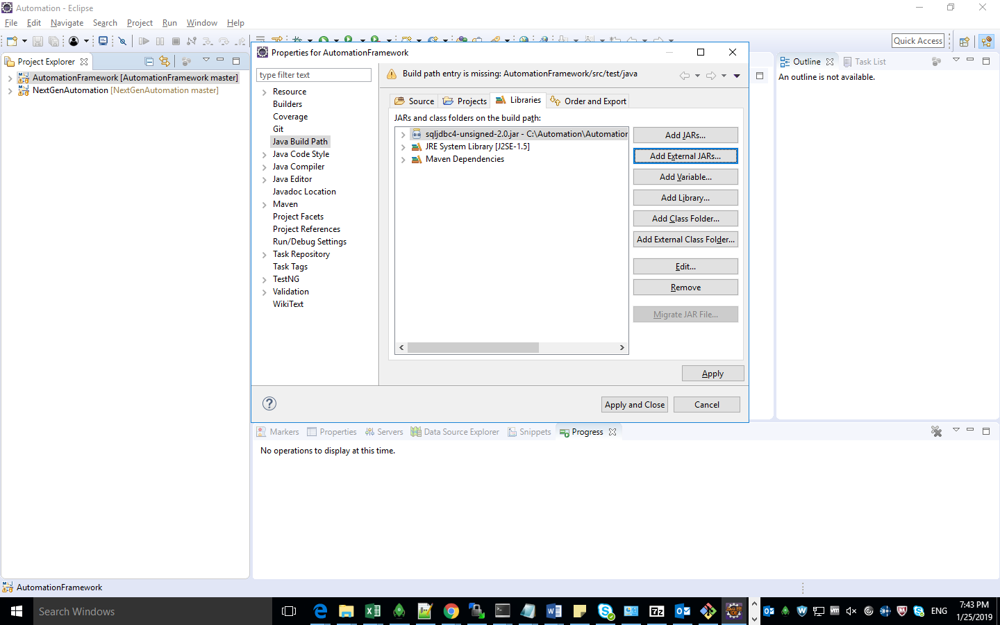 Automation - Eclipse
File Edit Navigate Search Project Run Window Help
Quick Access
Project Explorer
AutomationFramework [AutomationFramework master]
NextGenAutomation [NextGenAutomation master]
Properties for AutomationFramework
type filter text
Resource
Builders
Coverage
Git
Java Build Path
Java Code Style
Java Compiler
Java Editor
Javadoc Location
Maven
Project Facets
Project References
Run/Debug Settings
Task Repository
Task Tags
TestNG
Validation
WikiText
Build path entry is missing: AutomationFramework/src/test/java
Source Projects Libraries Order and Export
JARs and class folders on the build path:
sqljdbc4-unsigned-2.0.jar - C:\Automation\Automation
JRE System Library [J2SE-1.5]
Maven Dependencies
Add JARs...
Add External JARs...
Add Variable...
Add Library...
Add Class Folder...
Add External Class Folder...
Edit...
Remove
Migrate JAR File...
Apply
Apply and Close Cancel
Outline Task List
An outline is not available.
Markers Properties Servers Data Source Explorer Snippets Progress
No operations to display at this time.
AutomationFramework
Search Windows
ENG
7:43 PM
1/25/2019